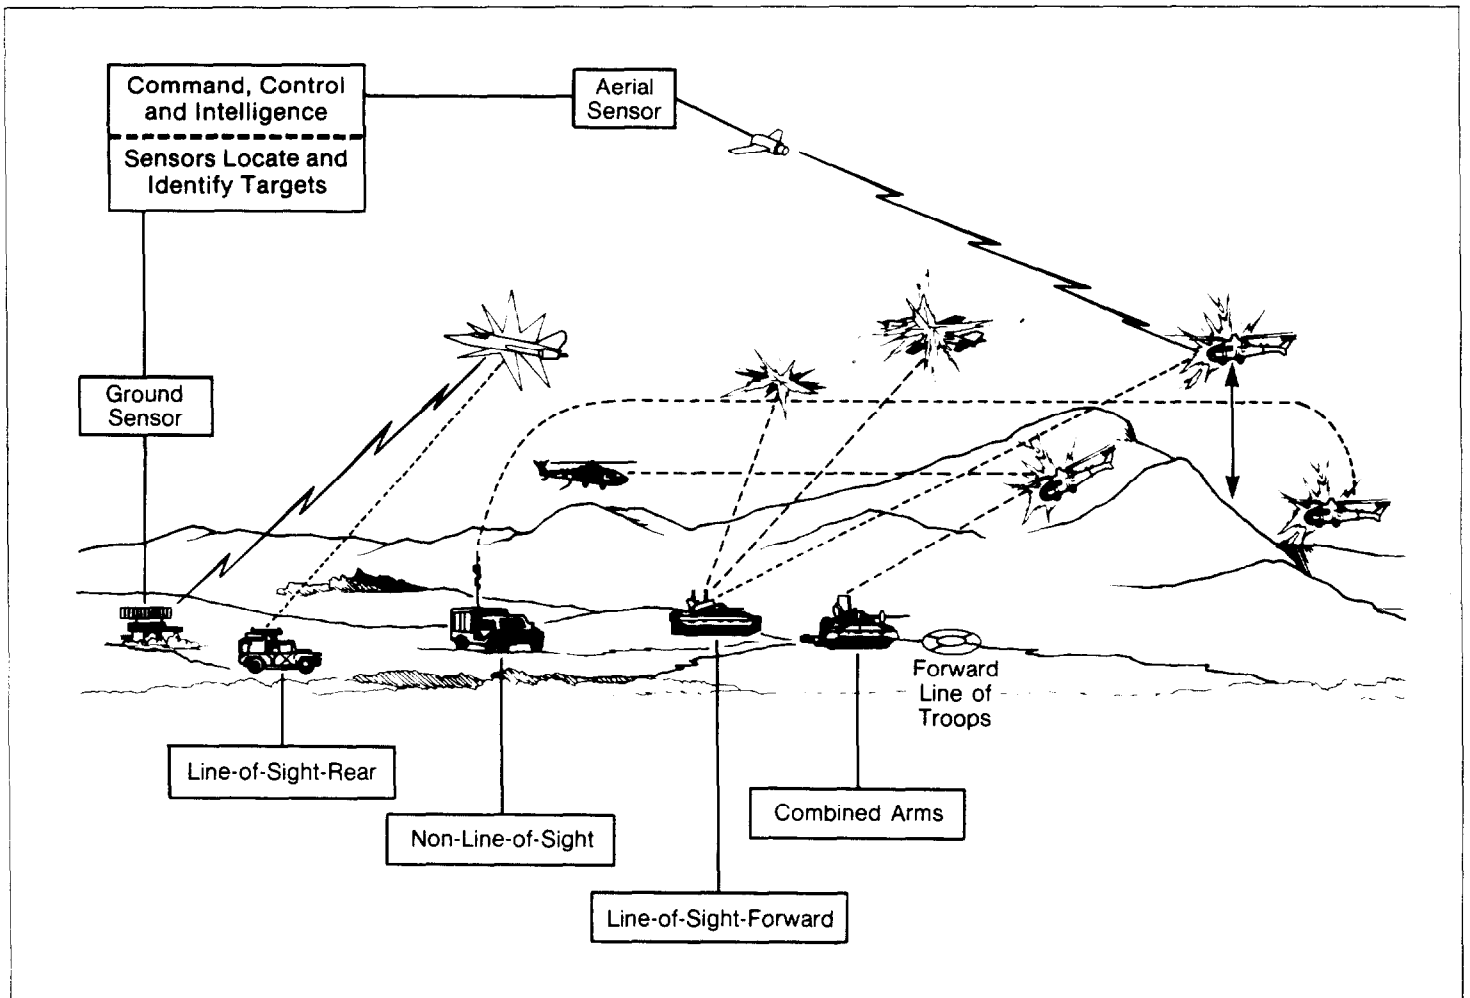 Command, Control
and Intelligence
Sensors Locate and
Identify Targets
Aerial
Sensor
Ground
Sensor
Forward
Line of
Troops
Line-of-Sight-Rear
Non-Line-of-Sight
Combined Arms
Line-of-Sight-Forward